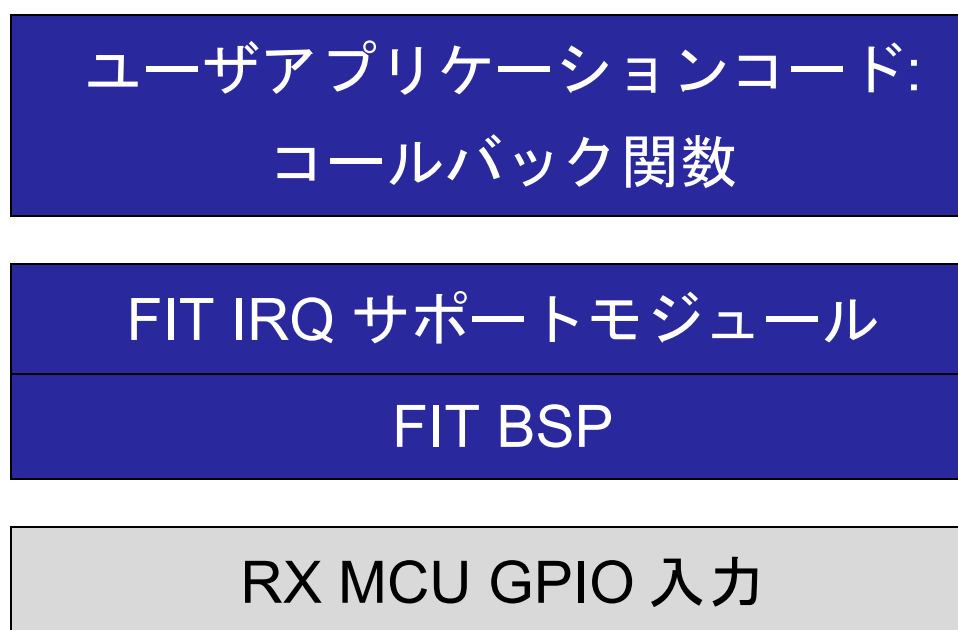 ユーザアプリケーションコード:
コールバック関数
FIT IRQ サポートモジュール
FIT BSP
RX MCU GPIO 入力